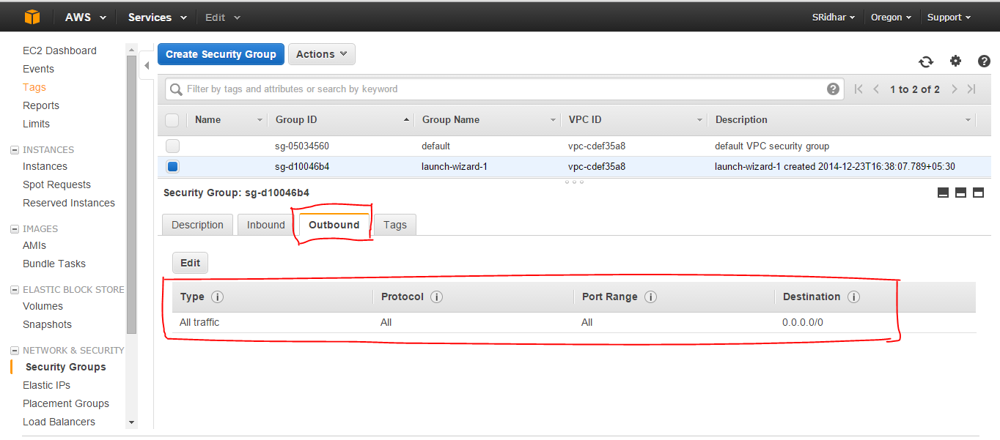 AWS Services Edit SRidhar Oregon Support
EC2 Dashboard
Events
Tags
Reports
Limits
INSTANCES
Instances
Spot Requests
Reserved Instances
IMAGES
AMIs
Bundle Tasks
ELASTIC BLOCK STORE
Volumes
Snapshots
NETWORK & SECURITY
Security Groups
Elastic IPs
Placement Groups
Load Balancers
Create Security Group Actions
Filter by tags and attributes or search by keyword 1 to 2 of 2
Name Group ID Group Name VPC ID Description
sg-05034560 default vpc-cdef35a8 default VPC security group
sg-d10046b4 launch-wizard-1 vpc-cdef35a8 launch-wizard-1 created 2014-12-23T16:38:07.789+05:30
Security Group: sg-d10046b4
Description Inbound Outbound Tags
Edit
Type Protocol Port Range Destination
All traffic All All 0.0.0.0/0